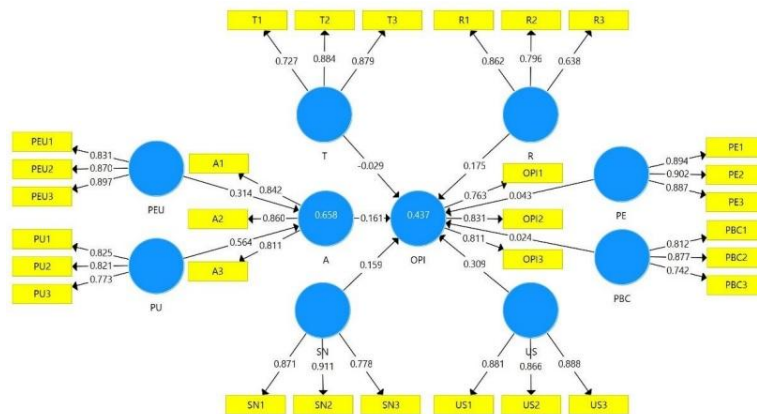 T1 T2 T3 R1 R2 R3
0.727 0.884 0.879 0.862 0.796 0.638
T R
PEU1 PEU2 PEU3
0.831 0.870 0.897
PEU
0.314
PU1 PU2 PU3
0.825 0.821 0.773
PU
0.564
A1 A2 A3
0.842 0.860 0.811
0.658
A
0.161
-0.029
0.175
0.437
OPI
0.763 0.831 0.811
OPI1 OPI2 OPI3
0.043
PE
0.894 0.902 0.887
PE1 PE2 PE3
0.024
PBC
0.812 0.877 0.742
PBC1 PBC2 PBC3
0.159
0.309
SN US
0.871 0.911 0.778 0.881 0.866 0.888
SN1 SN2 SN3 US1 US2 US3